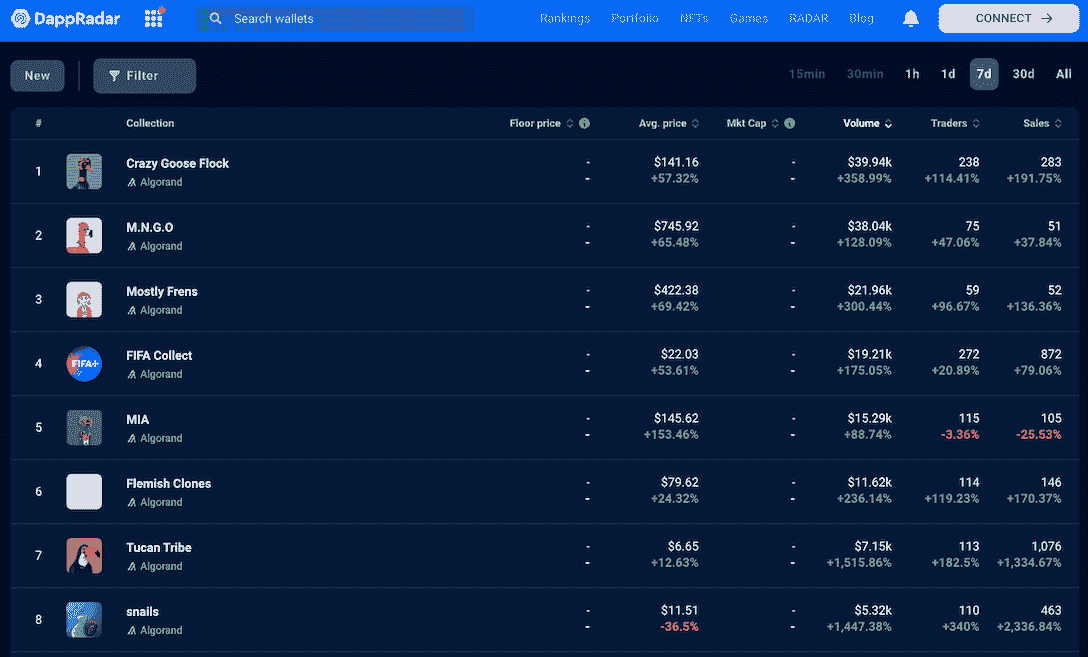 DappRadar Search wallets Rankings Portfolio NFTs Games RADAR Blog CONNECT →
New Filter 15min 30min 1h 1d 7d 30d All
# Collection Floor price Avg. price Mkt Cap Volume Traders Sales
1 Crazy Goose Flock - $141.16 - $39.94k 238 283
Algorand - +57.32% - +358.99% +114.41% +191.75%
2 M.N.G.O - $745.92 - $38.04k 75 51
Algorand - +65.48% - +128.09% +47.06% +37.84%
3 Mostly Frens - $422.38 - $21.96k 59 52
Algorand - +69.42% - +300.44% +96.67% +136.36%
FIFA+
4 FIFA Collect - $22.03 - $19.21k 272 872
Algorand - +53.61% - +175.05% +20.89% +79.06%
5 MIA - $145.62 - $15.29k 115 105
Algorand - +153.46% - +88.74% -3.36% -25.53%
6 Flemish Clones - $79.62 - $11.62k 114 146
Algorand - +24.32% - +236.14% +119.23% +170.37%
7 Tucan Tribe - $6.65 - $7.15k 113 1,076
Algorand - +12.63% - +1,515.86% +182.5% +1,334.67%
8 snails - $11.51 - $5.32k 110 463
Algorand - -36.5% - +1,447.38% +340% +2,336.84%